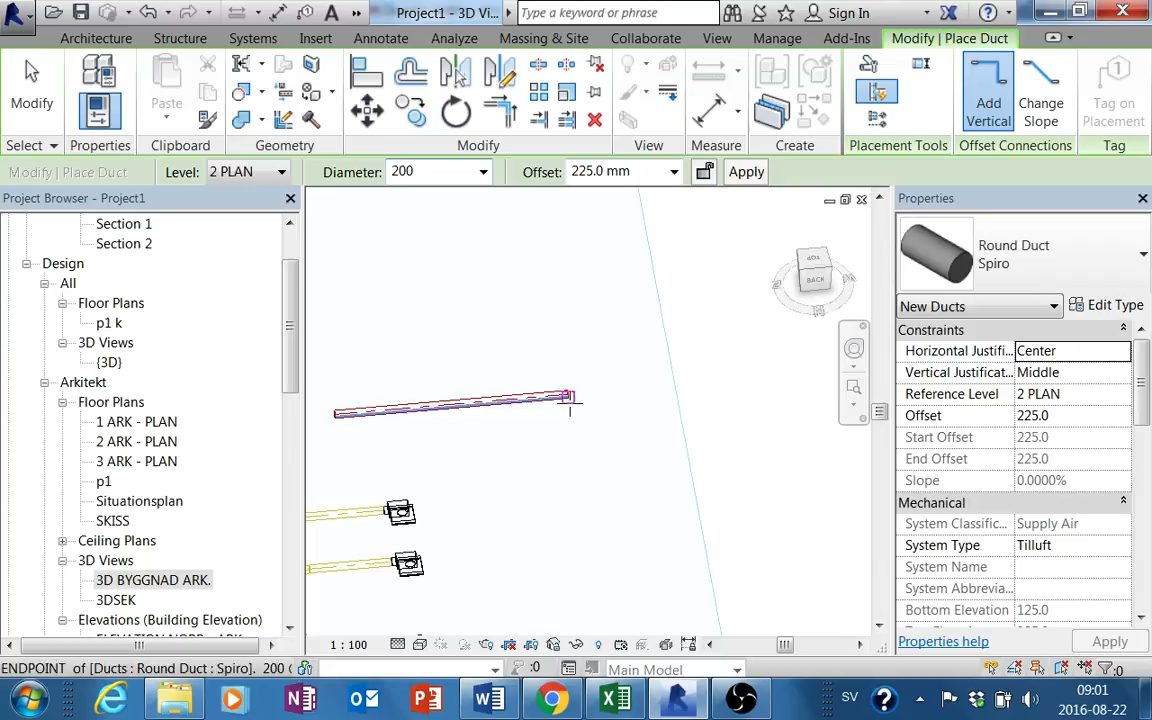 Project1 - 3D Vi...
Type a keyword or phrase
Sign In
Architecture Structure Systems Insert Annotate Analyze Massing & Site Collaborate View Manage Add-Ins Modify | Place Duct
Modify
Paste
Add Vertical
Change Slope
Tag on Placement
Select Properties Clipboard Geometry Modify View Measure Create Placement Tools Offset Connections Tag
Modify | Place Duct Level: 2 PLAN Diameter: 200 Offset: 225.0 mm Apply
Project Browser - Project1
Section 1
Section 2
Design
All
Floor Plans
p1 k
3D Views
{3D}
Arkitekt
Floor Plans
1 ARK - PLAN
2 ARK - PLAN
3 ARK - PLAN
p1
Situationsplan
SKISS
Ceiling Plans
3D Views
3D BYGGNAD ARK.
3DSEK
Elevations (Building Elevation)
TOP
BACK
Properties
Round Duct
Spiro
New Ducts Edit Type
Constraints
Horizontal Justifi... Center
Vertical Justificat... Middle
Reference Level 2 PLAN
Offset 225.0
Start Offset 225.0
End Offset 225.0
Slope 0.0000%
Mechanical
System Classific... Supply Air
System Type Tilluft
System Name
System Abbrevia...
Bottom Elevation 125.0
Properties help Apply
1 : 100
ENDPOINT of [Ducts : Round Duct : Spiro]. 200 (
:0
Main Model
:0
SV
09:01
2016-08-22